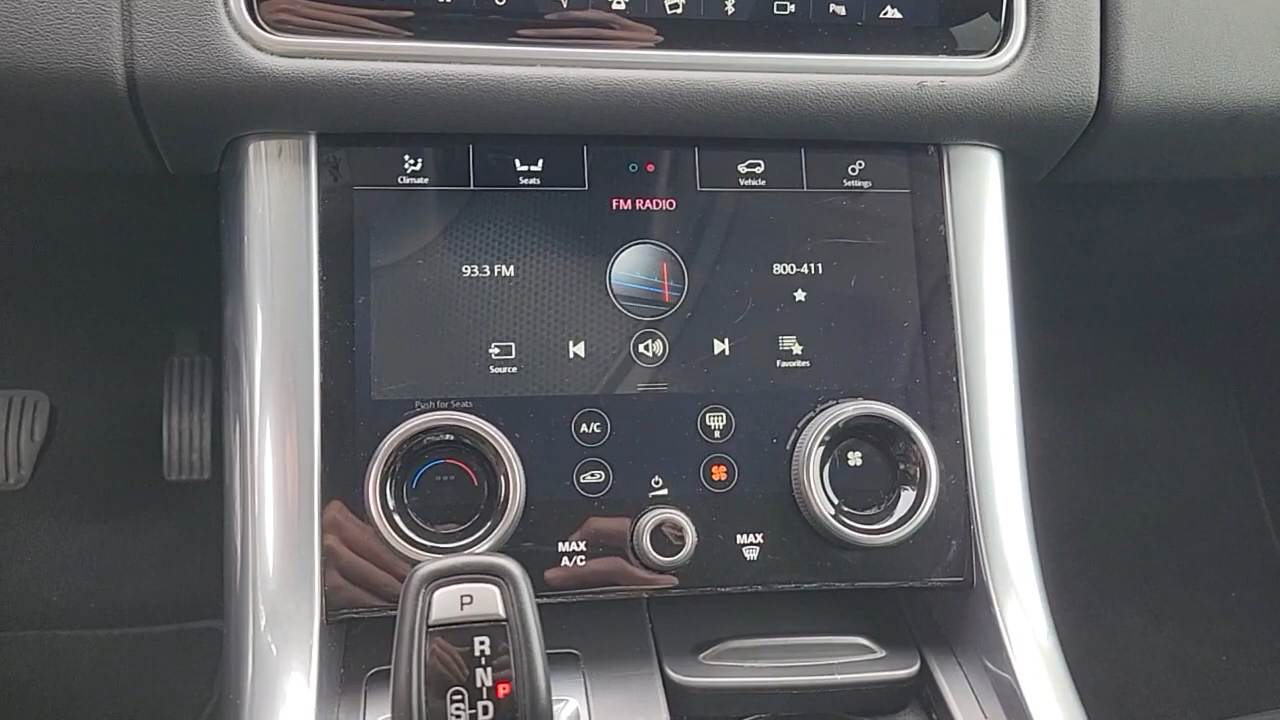 Climate
Seats
Vehicle
Settings
FM RADIO
93.3 FM
800-411
Source
Favorites
Push for Seats
A/C
R
MAX
A/C
MAX
P
R
N
P
S
D